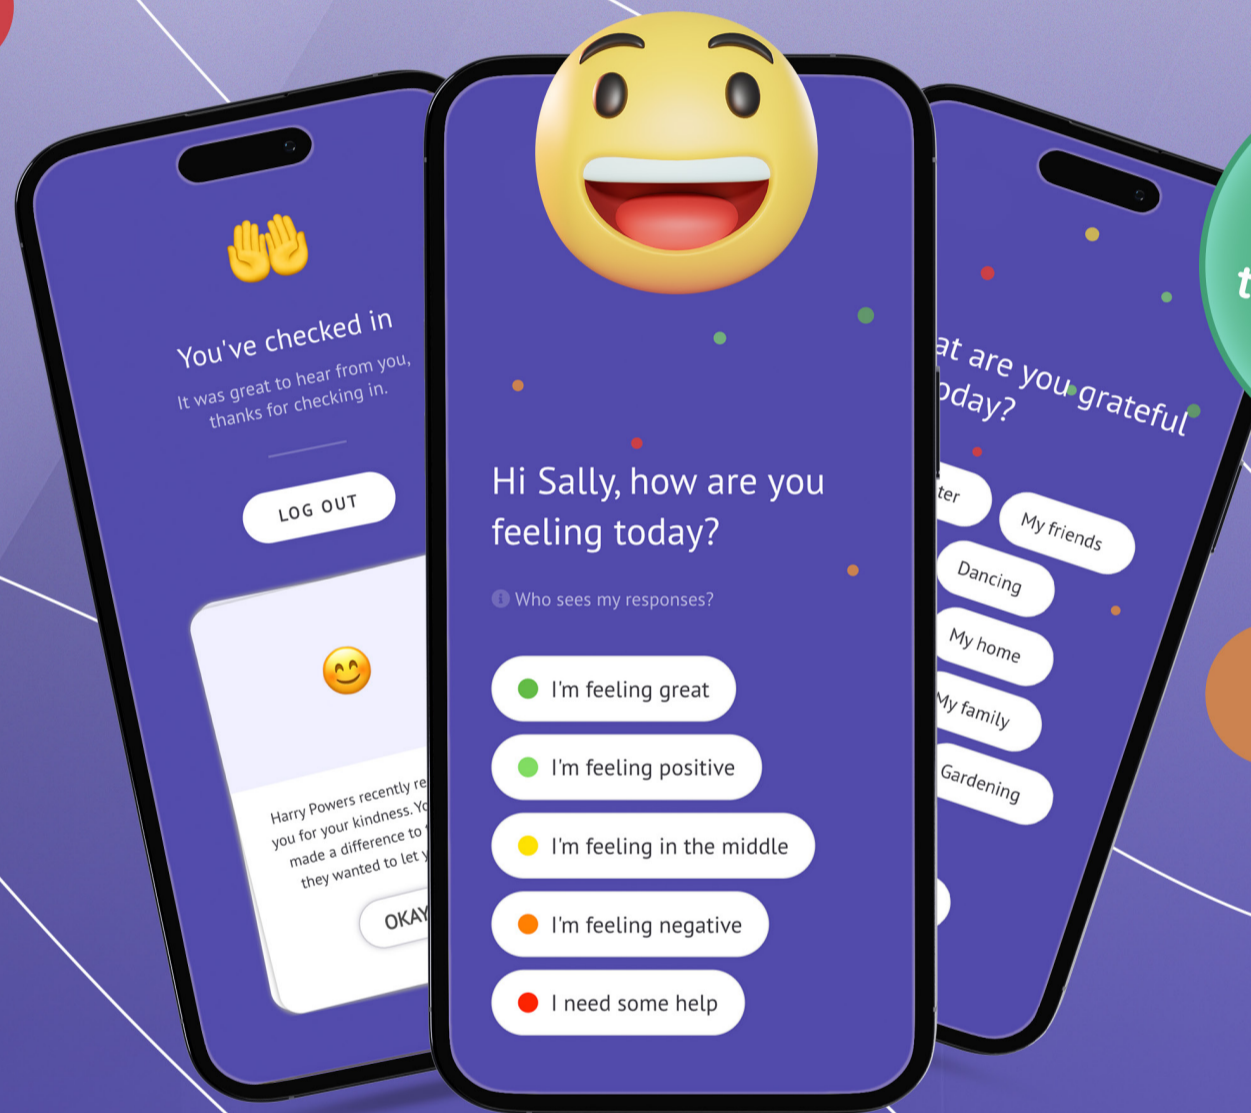 You've checked in
It was great to hear from you,
thanks for checking in.
LOG OUT
Harry Powers recently
you for your kindness.
made a difference to
they wanted to let
OKAY
Hi Sally, how are you
feeling today?
Who sees my responses?
I'm feeling great
I'm feeling positive
I'm feeling in the middle
I'm feeling negative
I need some help
are you grateful
My friends
Dancing
My home
My family
Gardening